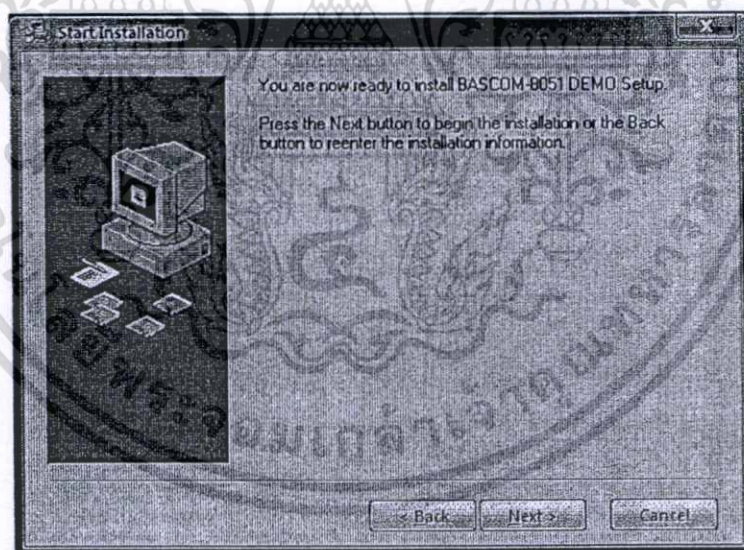 Start Installation
You are now ready to install BASCOM-8051 DEMO Setup.
Press the Next button to begin the installation or the Back
button to reenter the installation information.
< Back
Next >
Cancel